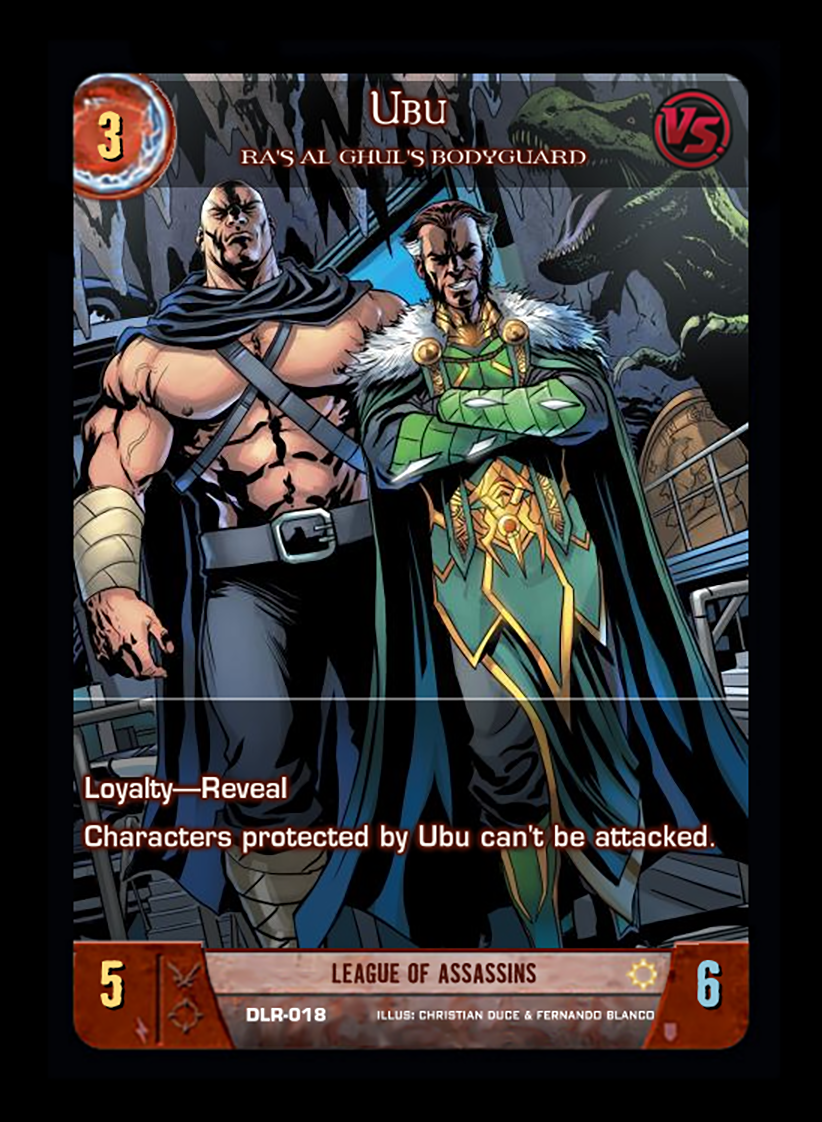 3
Ubu
VS.
RA'S AL GHUL'S BODYGUARD
Loyalty—Reveal
Characters protected by Ubu can't be attacked.
5
LEAGUE OF ASSASSINS
6
DLR-018
ILLUS: CHRISTIAN DUCE & FERNANDO BLANCO